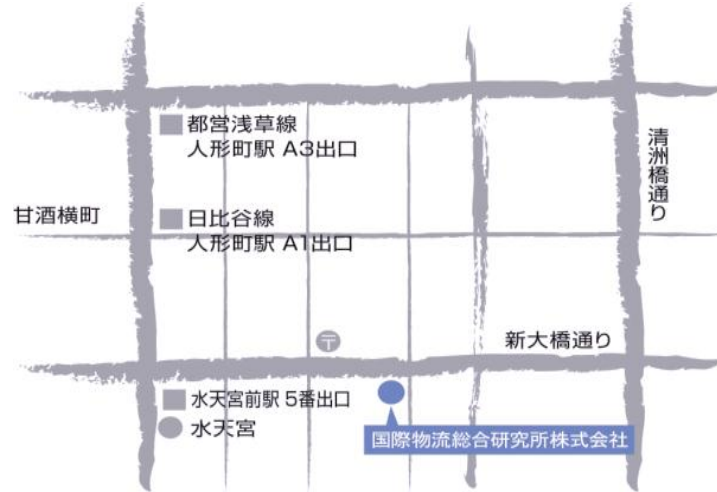 都営浅草線
人形町駅 A3出口
清洲橋通り
甘酒横町
日比谷線
人形町駅 A1出口
〒
新大橋通り
水天宮前駅 5番出口
水天宮
国際物流総合研究所株式会社